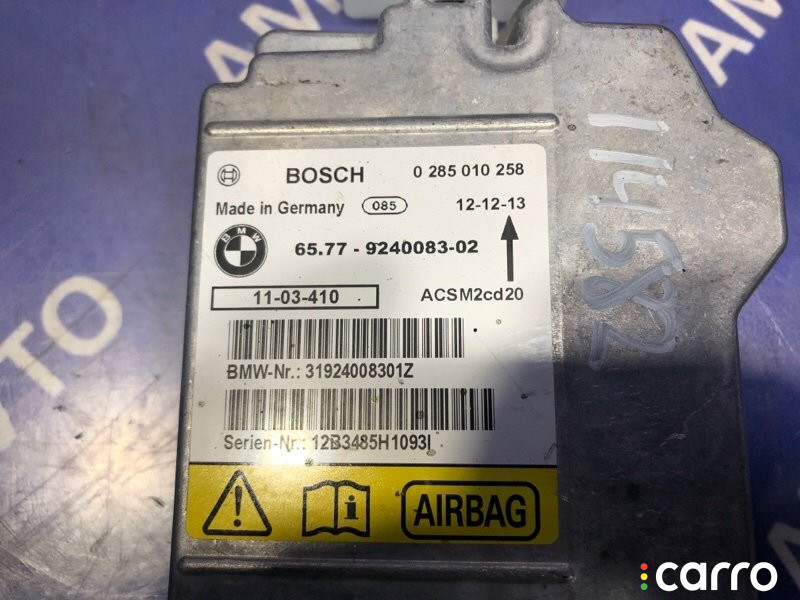 BOSCH 0 285 010 258
Made in Germany 085 12-12-13
BMW 65.77 - 9240083-02
11-03-410 ACSM2cd20
BMW-Nr.: 31924008301Z
Serien-Nr.: 12B3485H1093I
AIRBAG
114582
carro